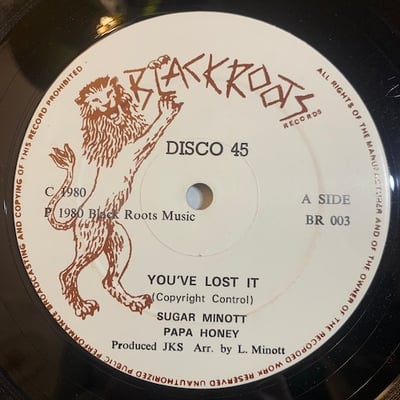 BLACKROOTS
RECORDS
DISCO 45
C 1980
P 1980 Black Roots Music
A SIDE
BR 003
YOU'VE LOST IT
(Copyright Control)
SUGAR MINOTT
PAPA HONEY
Produced JKS Arr. by L. Minott
ALL RIGHTS OF THE MANUFACTURER AND OF THE OWNER OF THE RECORDED WORK RESERVED UNAUTHORIZED PUBLIC PERFORMANCE BROADCASTING AND COPYING OF THIS RECORD PROHIBITED